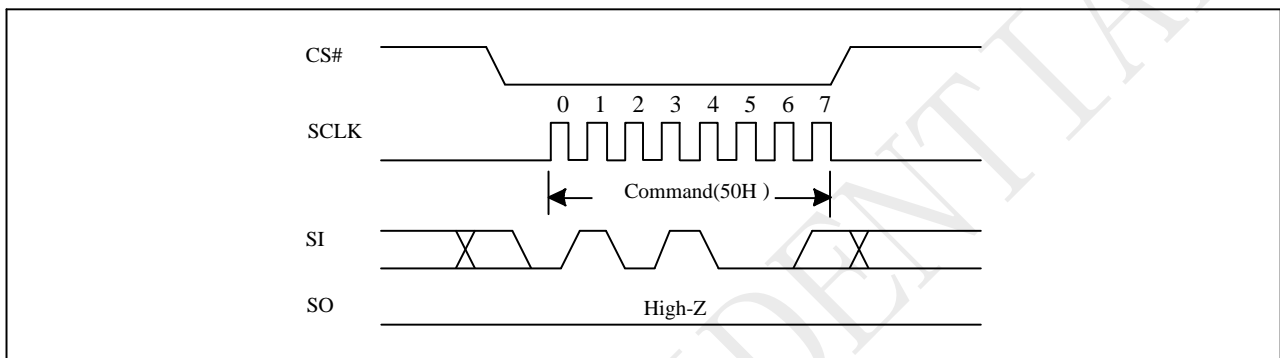 CS#
0 1 2 3 4 5 6 7
SCLK
Command(50H )
SI
SO
High-Z